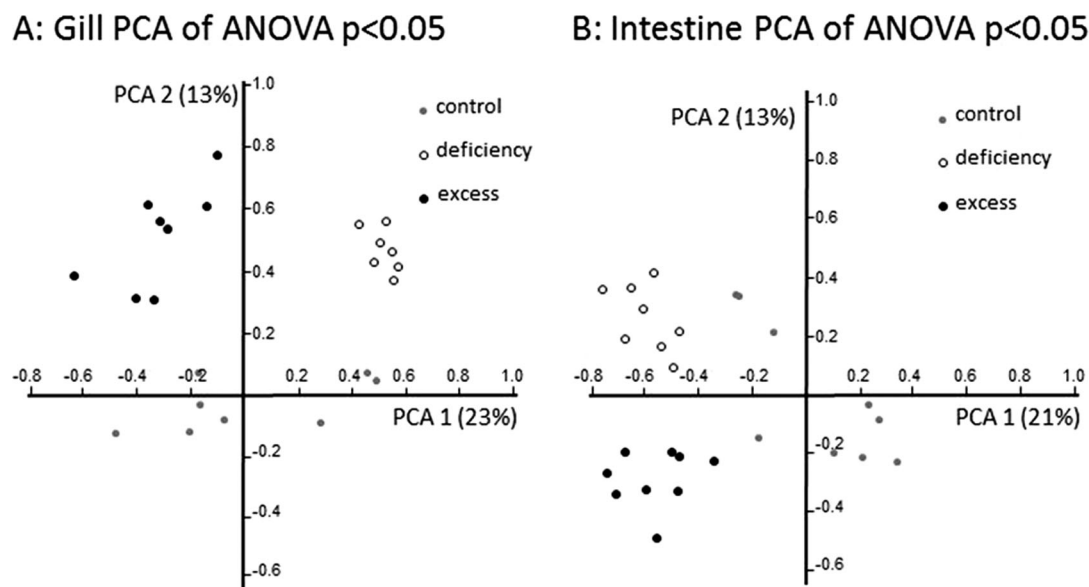 A: Gill PCA of ANOVA p<0.05
PCA 2 (13%)
1.0
0.8
0.6
0.4
0.2
-0.2
-0.4
-0.6
-0.8 -0.6 -0.4 -0.2 0.2 0.4 0.6 0.8 1.0
PCA 1 (23%)
control
deficiency
excess
B: Intestine PCA of ANOVA p<0.05
PCA 2 (13%)
1.0
0.8
0.6
0.4
0.2
-0.2
-0.4
-0.6
-0.8 -0.6 -0.4 -0.2 0.2 0.4 0.6 0.8 1.0
PCA 1 (21%)
control
deficiency
excess